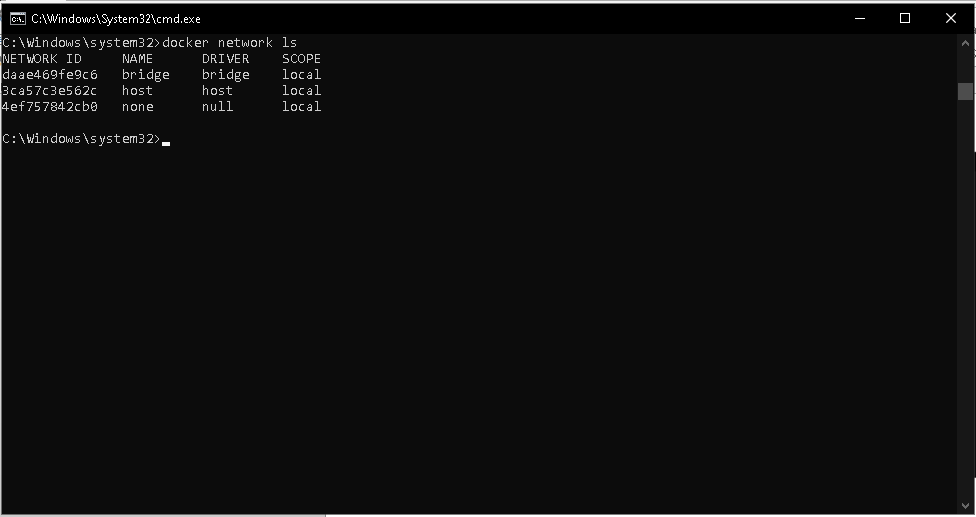 C:\Windows\System32\cmd.exe
C:\Windows\system32>docker network ls
NETWORK ID     NAME      DRIVER    SCOPE
daae469fe9c6   bridge    bridge    local
3ca57c3e562c   host      host      local
4ef757842cb0   none      null      local
C:\Windows\system32>